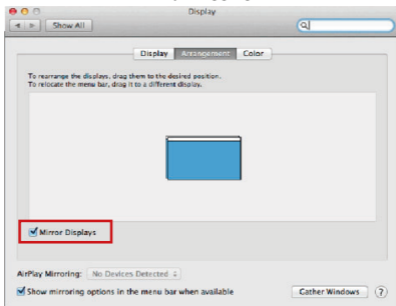 Display
Show All
Display Arrangement Color
To rearrange the displays, drag them to the desired position.
To relocate the menu bar, drag it to a different display.
Mirror Displays
AirPlay Mirroring: No Devices Detected
Show mirroring options in the menu bar when available
Gather Windows ?